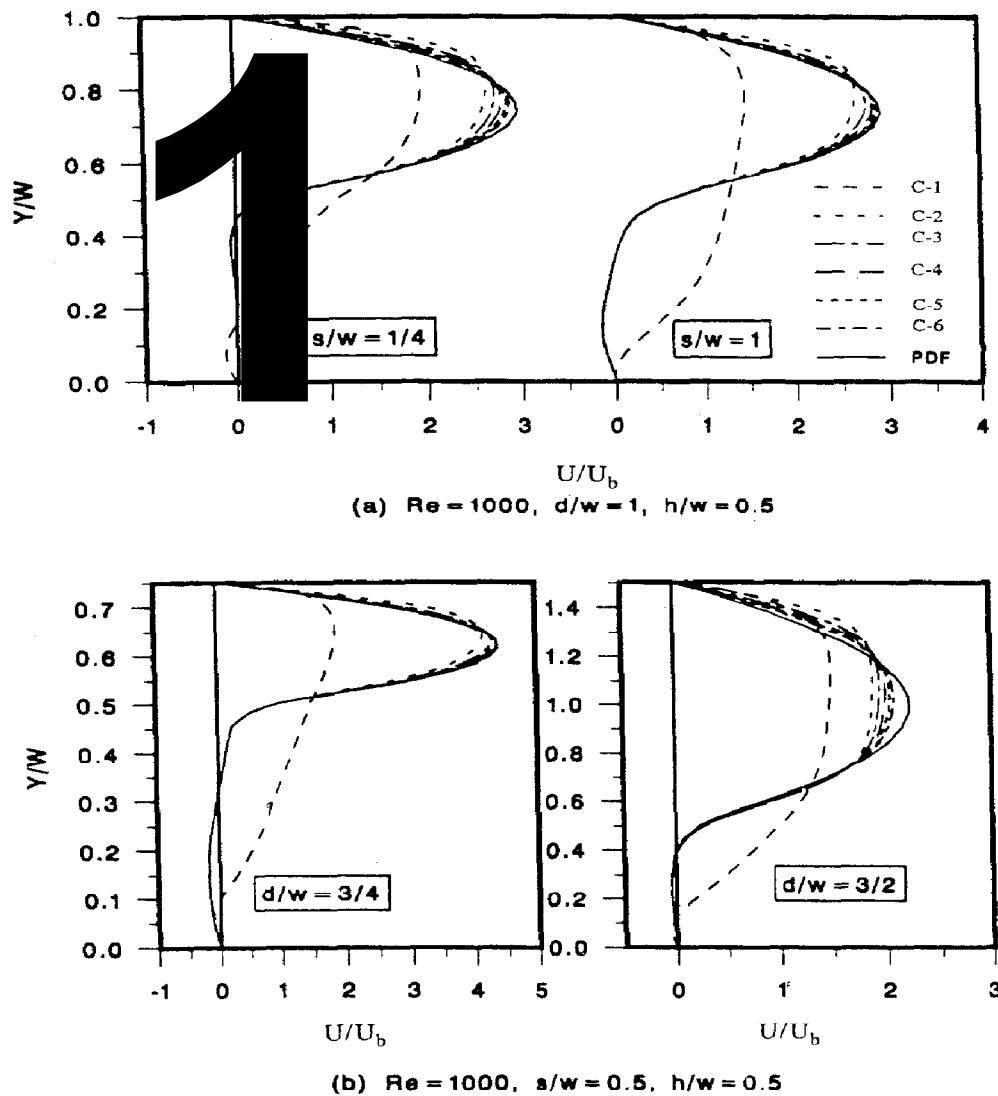 1.0
0.8
0.6
0.4
0.2
0.0
Y/W
1
s/w = 1/4
s/w = 1
C-1
C-2
C-3
C-4
C-5
C-6
PDF
-1 0 1 2 3 0 1 2 3 4
U/Ub
(a) Re = 1000, d/w = 1, h/w = 0.5
0.7
0.6
0.5
0.4
0.3
0.2
0.1
0.0
Y/W
d/w = 3/4
-1 0 1 2 3 4 5
U/Ub
1.4
1.2
1.0
0.8
0.6
0.4
0.2
0.0
d/w = 3/2
0 1 2 3
U/Ub
(b) Re = 1000, s/w = 0.5, h/w = 0.5